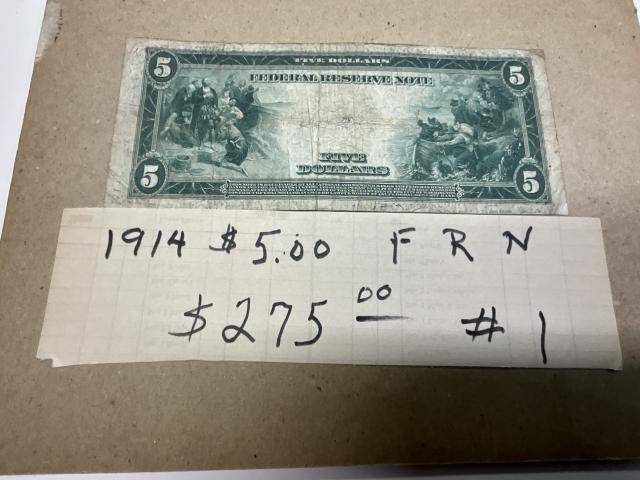 FIVE DOLLARS
5 5
FEDERAL RESERVE NOTE
FIVE
DOLLARS
5 5
1914 $5.00 F R N
$275 00 # 1